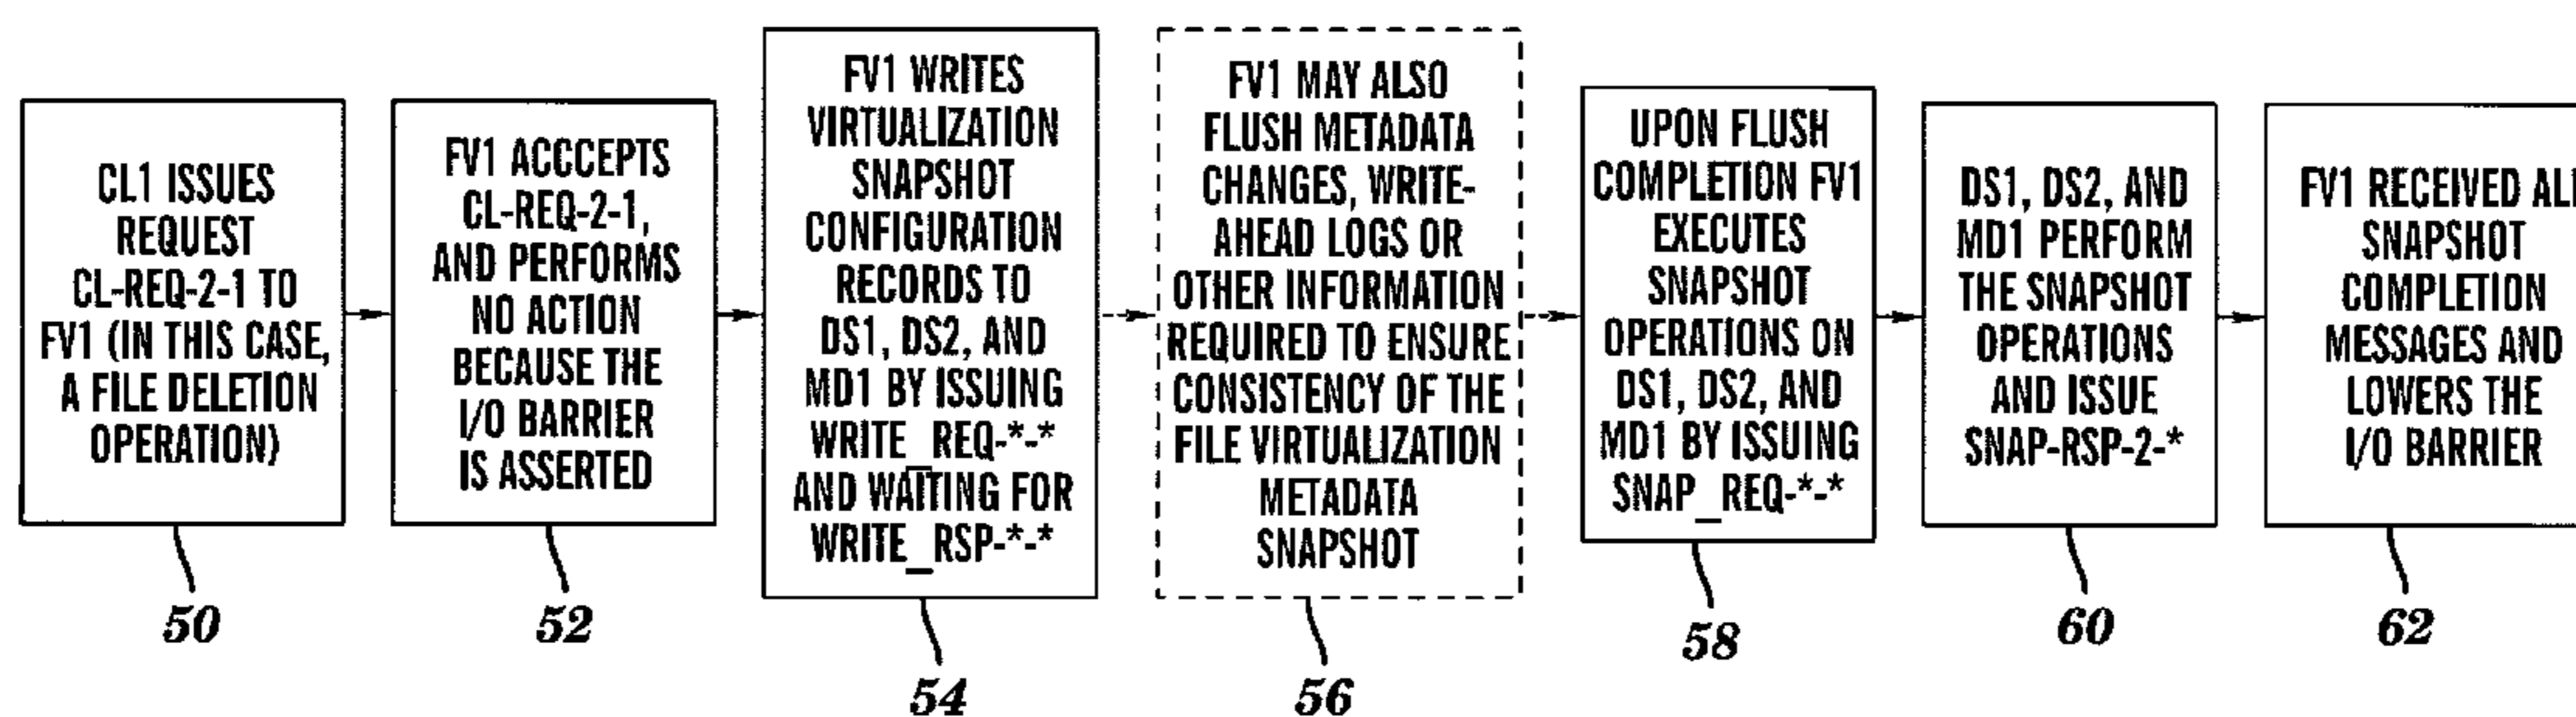 CL1 ISSUES
REQUEST
CL-REQ-2-1 TO
FV1 (IN THIS CASE,
A FILE DELETION
OPERATION)
50
FV1 ACCCEPTS
CL-REQ-2-1,
AND PERFORMS
NO ACTION
BECAUSE THE
I/O BARRIER
IS ASSERTED
52
FV1 WRITES
VIRTUALIZATION
SNAPSHOT
CONFIGURATION
RECORDS TO
DS1, DS2, AND
MD1 BY ISSUING
WRITE_REQ-*-*
AND WAITING FOR
WRITE_RSP-*-*
54
FV1 MAY ALSO
FLUSH METADATA
CHANGES, WRITE-
AHEAD LOGS OR
OTHER INFORMATION
REQUIRED TO ENSURE
CONSISTENCY OF THE
FILE VIRTUALIZATION
METADATA
SNAPSHOT
56
UPON FLUSH
COMPLETION FV1
EXECUTES
SNAPSHOT
OPERATIONS ON
DS1, DS2, AND
MD1 BY ISSUING
SNAP_REQ-*-*
58
DS1, DS2, AND
MD1 PERFORM
THE SNAPSHOT
OPERATIONS
AND ISSUE
SNAP-RSP-2-*
60
FV1 RECEIVED ALL
SNAPSHOT
COMPLETION
MESSAGES AND
LOWERS THE
I/O BARRIER
62